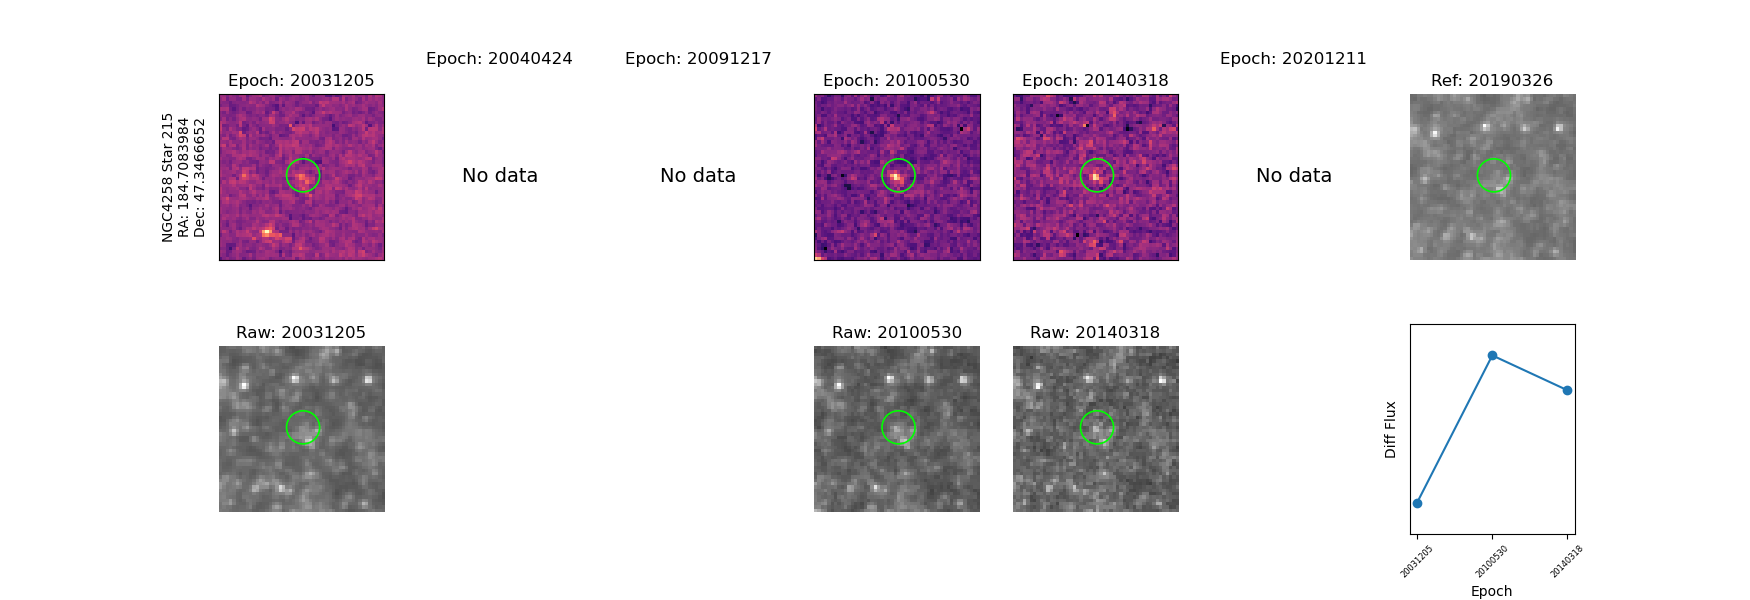 Epoch: 20031205
Epoch: 20040424
Epoch: 20091217
Epoch: 20100530
Epoch: 20140318
Epoch: 20201211
Ref: 20190326
NGC4258 Star 215
RA: 184.7083984
Dec: 47.3466652
No data
No data
No data
Raw: 20031205
Raw: 20100530
Raw: 20140318
Diff Flux
20031205
20100530
20140318
Epoch